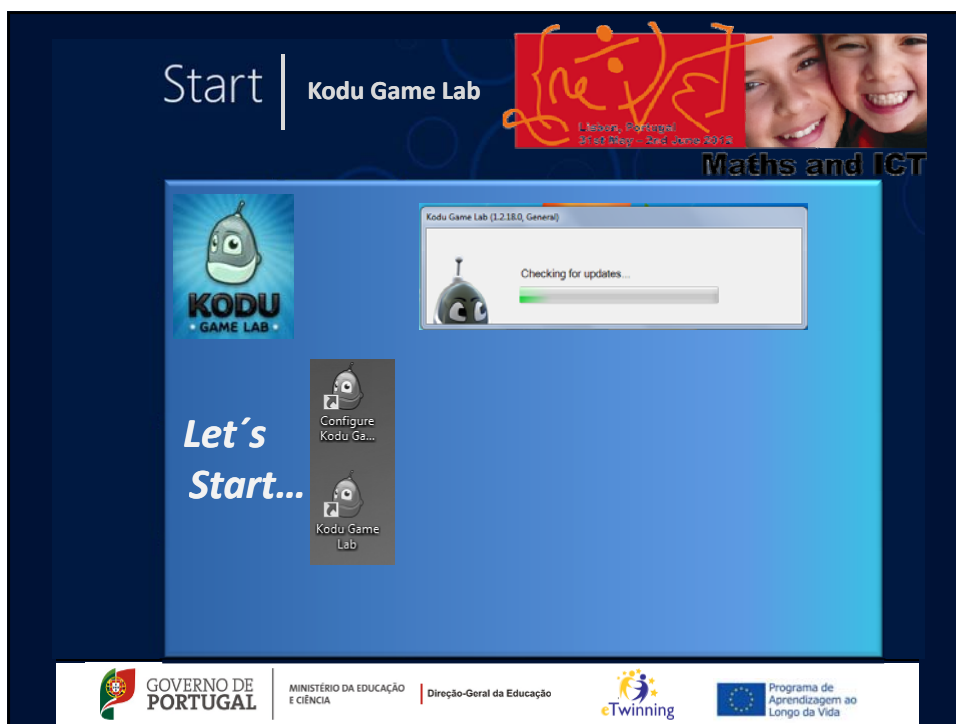 Start
Kodu Game Lab
Lisbon, Portugal
31st May - 2nd June 2012
Maths and ICT
KODU
GAME LAB
Kodu Game Lab (1.2.18.0, General)
Checking for updates...
Configure
Kodu Ga...
Let´s
Start...
Kodu Game
Lab
GOVERNO DE
PORTUGAL
MINISTÉRIO DA EDUCAÇÃO
E CIÊNCIA
Direção-Geral da Educação
eTwinning
Programa de
Aprendizagem ao
Longo da Vida